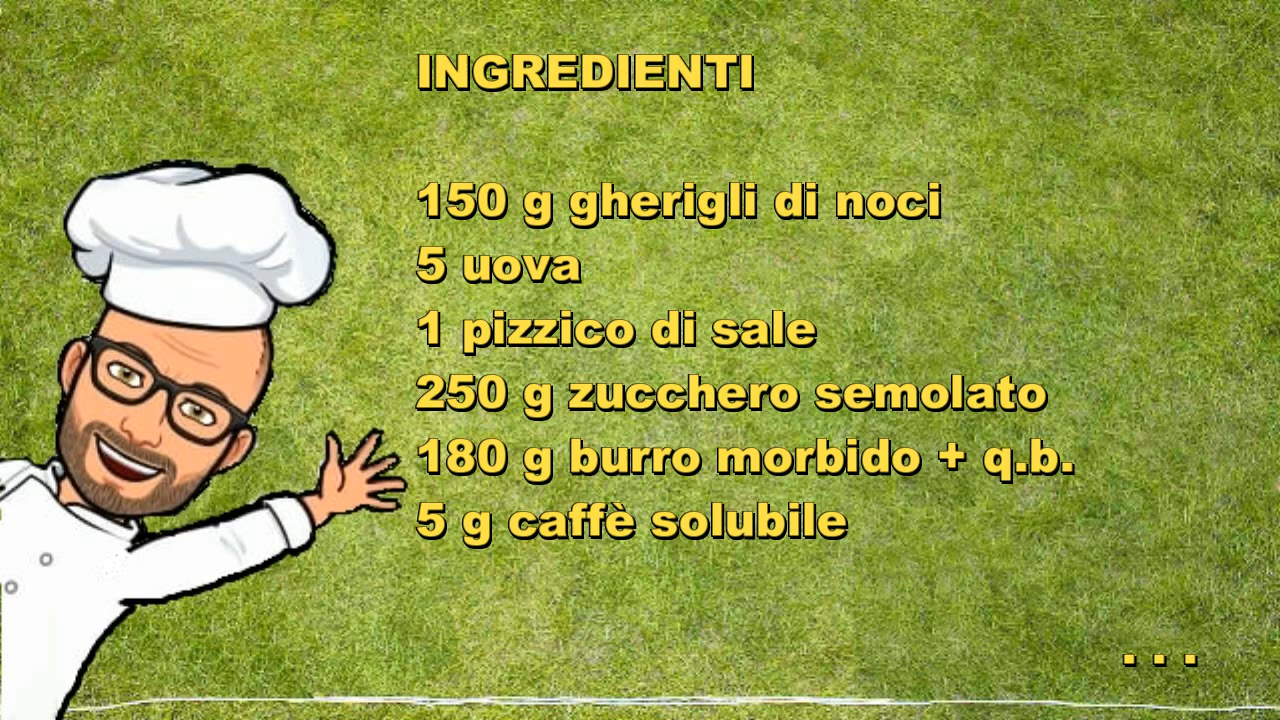 INGREDIENTI
150 g gherigli di noci
5 uova
1 pizzico di sale
250 g zucchero semolato
180 g burro morbido + q.b.
5 g caffè solubile
...